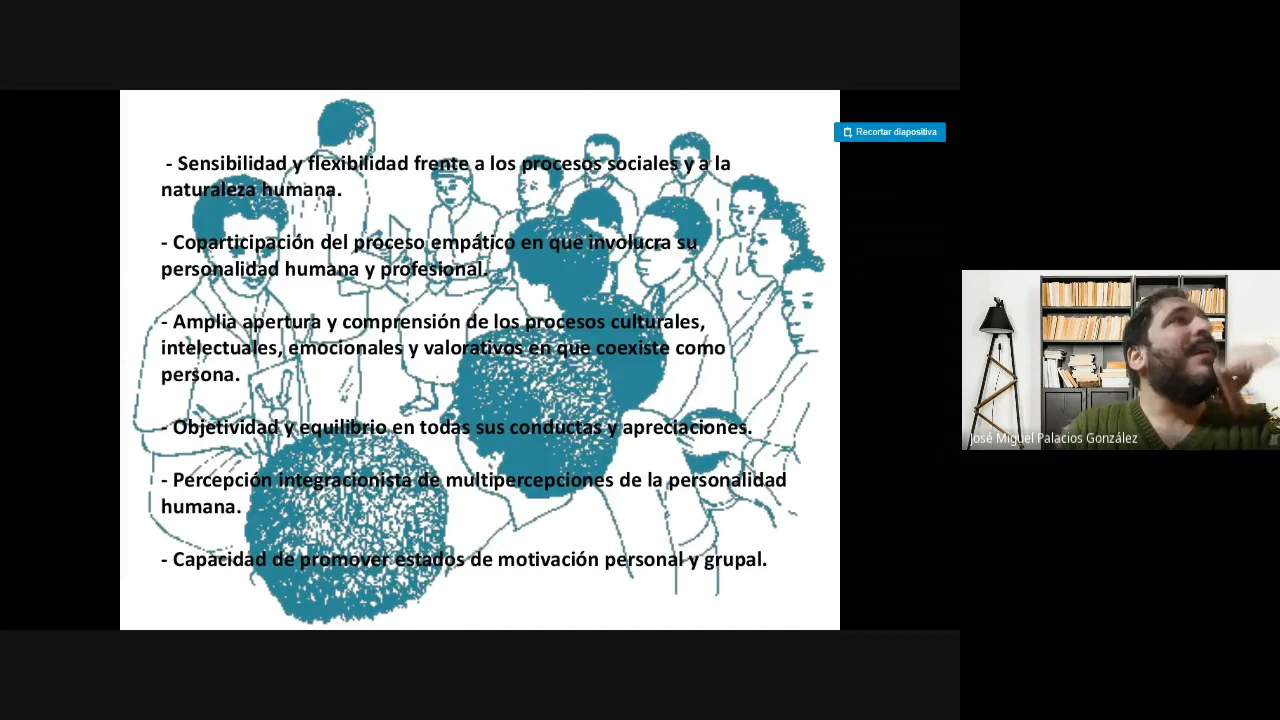 - Sensibilidad y flexibilidad frente a los procesos sociales y a la
naturaleza humana.
- Coparticipación del proceso empático en que involucra su
personalidad humana y profesional.
- Amplia apertura y comprensión de los procesos culturales,
intelectuales, emocionales y valorativos en que coexiste como
persona.
- Objetividad y equilibrio en todas sus conductas y apreciaciones.
- Percepción integracionista de multipercepciones de la personalidad
humana.
- Capacidad de promover estados de motivación personal y grupal.
Recortar diapositiva
José Miguel Palacios González